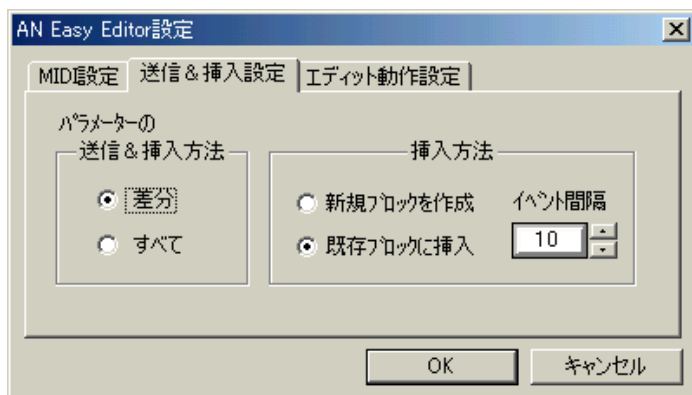 AN Easy Editor設定
MIDI設定 送信＆挿入設定 エディット動作設定
ﾊﾟﾗﾒｰﾀｰの
送信＆挿入方法
差分
すべて
挿入方法
新規ﾌﾞﾛｯｸを作成
既存ﾌﾞﾛｯｸに挿入
ｲﾍﾞﾝﾄ間隔
10
OK キャンセル